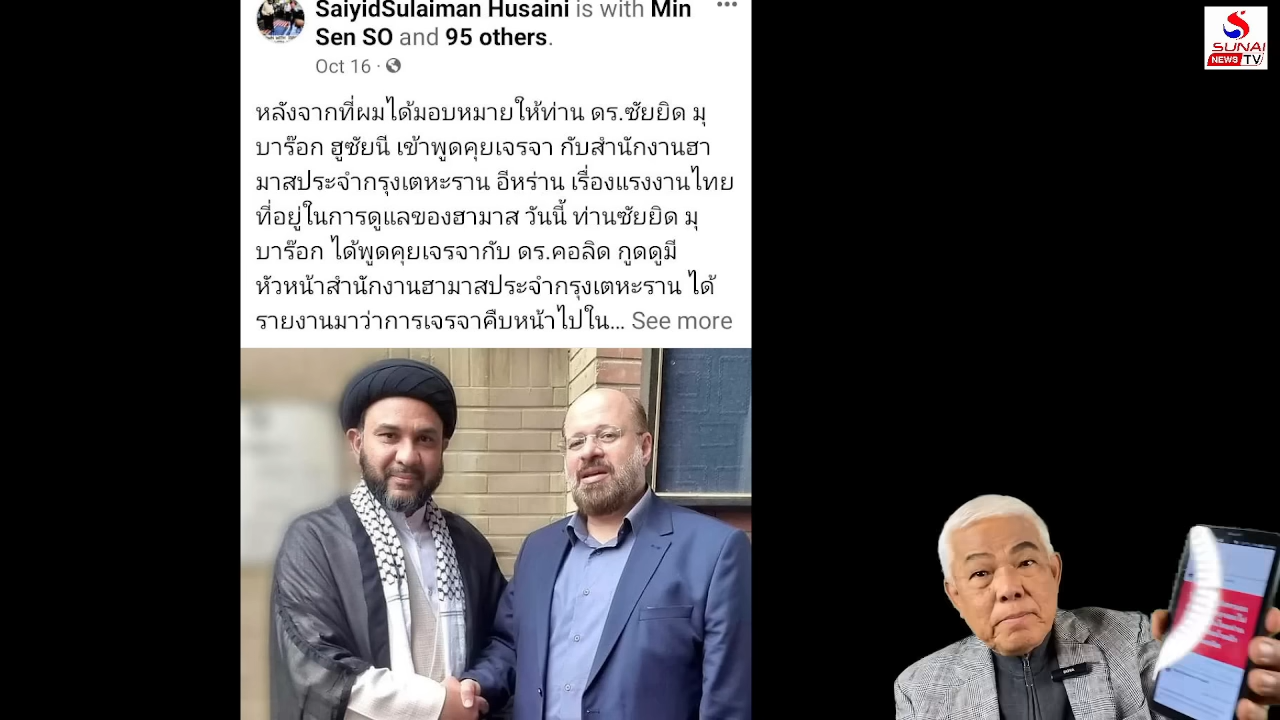 SaiyidSulaiman Husaini is with Min
Sen SO and 95 others.
Oct 16 ·
หลังจากที่ผมได้มอบหมายให้ท่าน ดร.ซัยยิด มุ
บาร๊อก ฮูซัยนี เข้าพูดคุยเจรจา กับสำนักงานฮา
มาสประจำกรุงเตหะราน อีหร่าน เรื่องแรงงานไทย
ที่อยู่ในการดูแลของฮามาส วันนี้ ท่านซัยยิด มุ
บาร๊อก ได้พูดคุยเจรจากับ ดร.คอลิด กูดดูมี
หัวหน้าสำนักงานฮามาสประจำกรุงเตหะราน ได้
รายงานมาว่าการเจรจาคืบหน้าไปใน... See more
SUNAI
NEWS TV